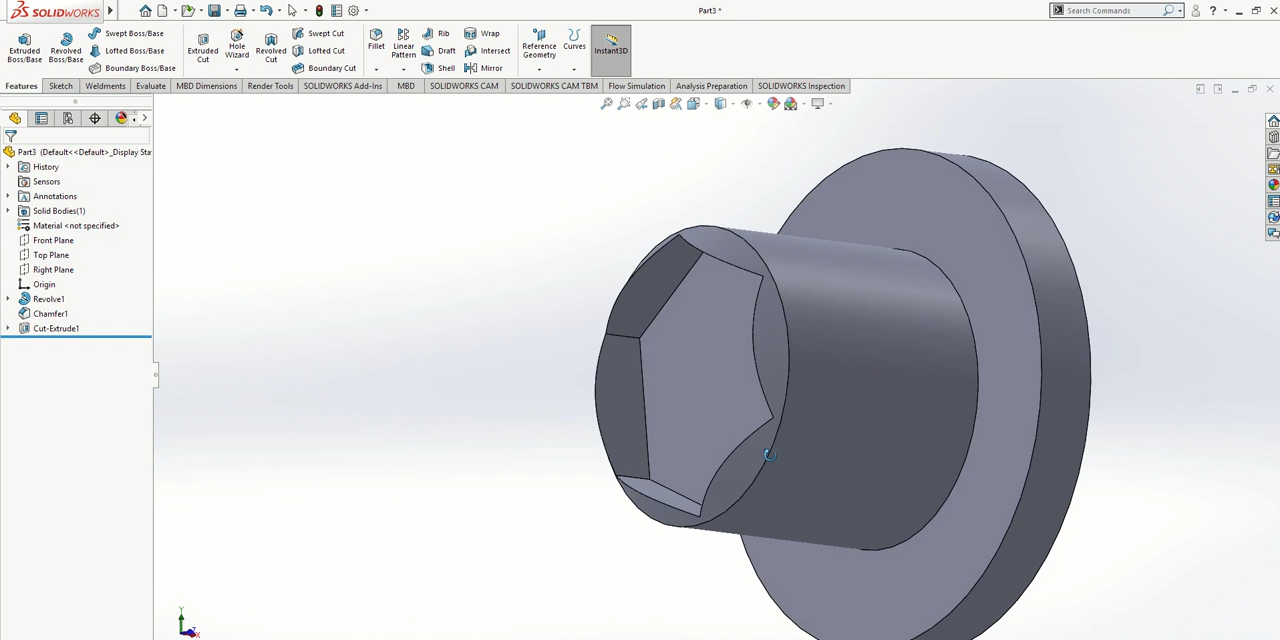 SOLIDWORKS
Part3 *
Search Commands
Extruded Boss/Base
Revolved Boss/Base
Swept Boss/Base
Lofted Boss/Base
Boundary Boss/Base
Extruded Cut
Hole Wizard
Revolved Cut
Swept Cut
Lofted Cut
Boundary Cut
Fillet
Linear Pattern
Rib
Draft
Shell
Wrap
Intersect
Mirror
Reference Geometry
Curves
Instant3D
Features
Sketch
Weldments
Evaluate
MBD Dimensions
Render Tools
SOLIDWORKS Add-Ins
MBD
SOLIDWORKS CAM
SOLIDWORKS CAM TBM
Flow Simulation
Analysis Preparation
SOLIDWORKS Inspection
Part3 (Default<<Default>_Display Sta
History
Sensors
Annotations
Solid Bodies(1)
Material <not specified>
Front Plane
Top Plane
Right Plane
Origin
Revolve1
Chamfer1
Cut-Extrude1
Y
X